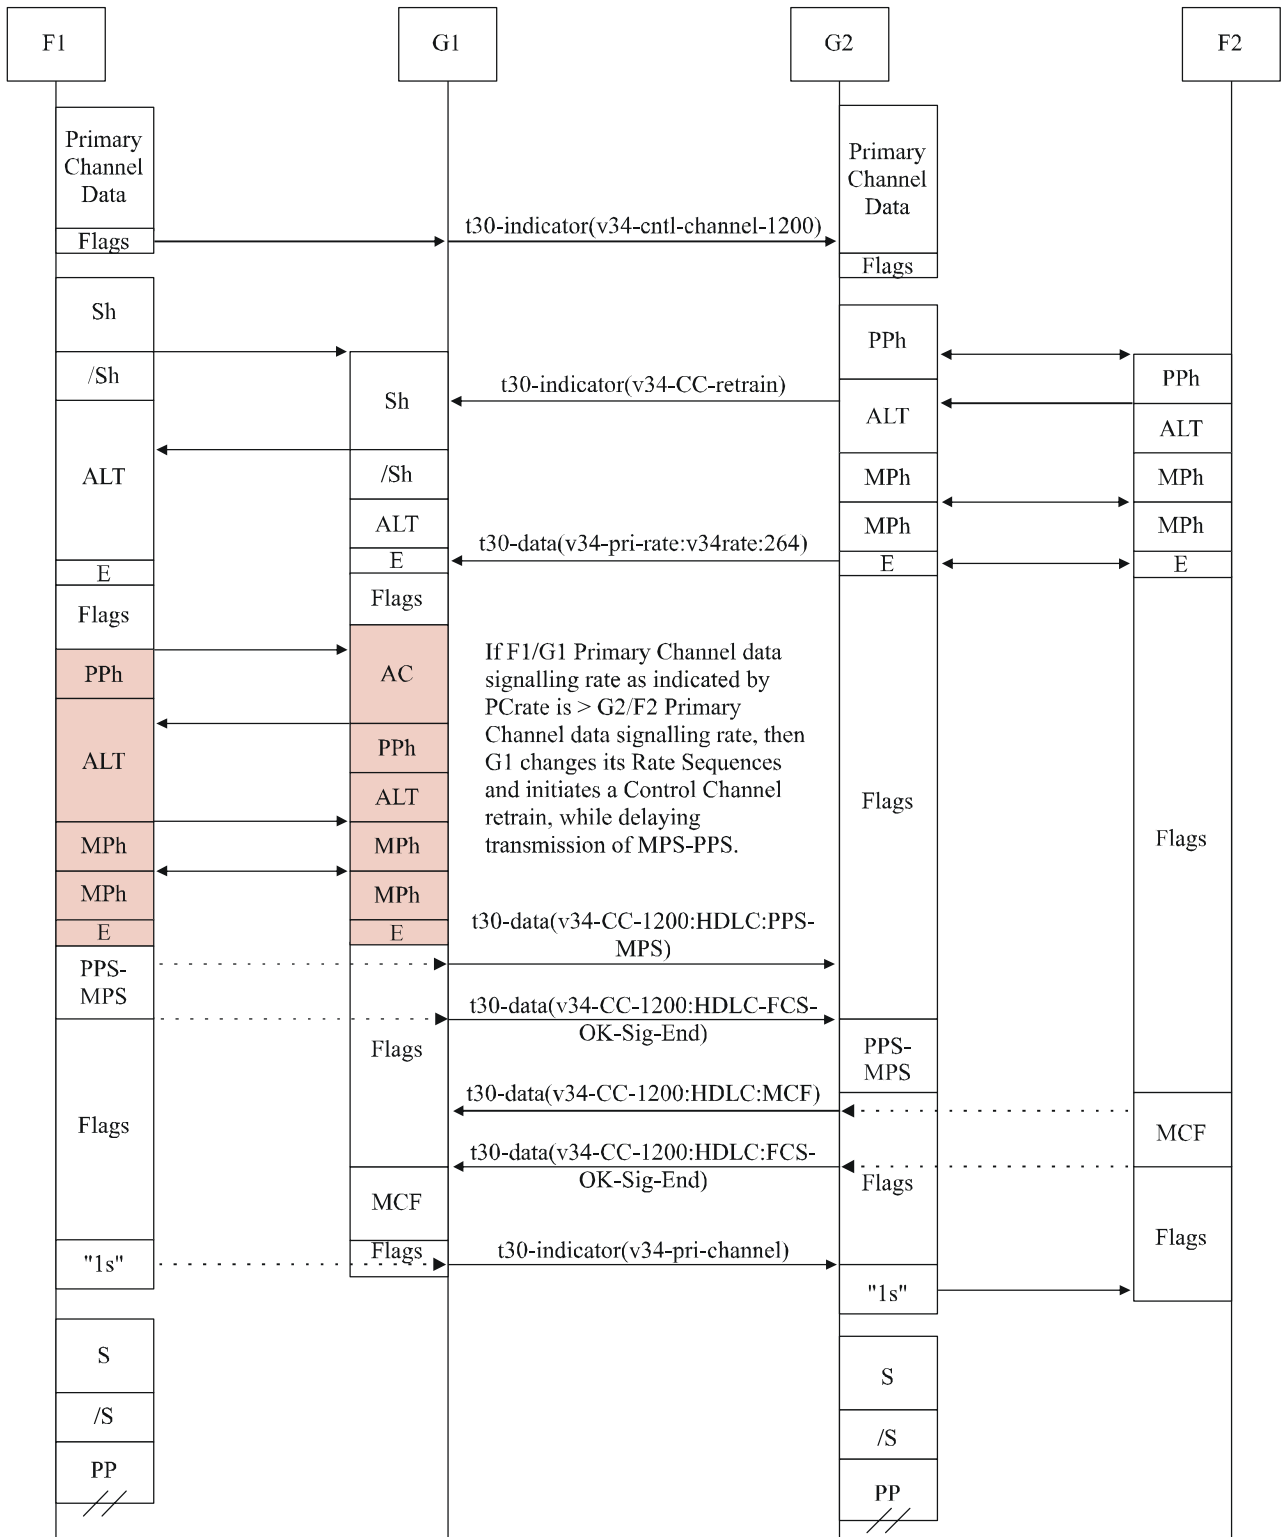 F1
G1
G2
F2
Primary
Channel
Data
Primary
Channel
Data
t30-indicator(v34-cntl-channel-1200)
Flags
Flags
Sh
PPh
/Sh
PPh
t30-indicator(v34-CC-retrain)
Sh
ALT
ALT
ALT
/Sh
MPh
MPh
ALT
MPh
MPh
t30-data(v34-pri-rate:v34rate:264)
E
E
E
E
Flags
Flags
PPh
AC
If F1/G1 Primary Channel data
signalling rate as indicated by
PCrate is > G2/F2 Primary
Channel data signalling rate, then
G1 changes its Rate Sequences
and initiates a Control Channel
retrain, while delaying
transmission of MPS-PPS.
ALT
PPh
ALT
Flags
Flags
MPh
MPh
MPh
MPh
E
E
t30-data(v34-CC-1200:HDLC:PPS-
MPS)
PPS-
MPS
t30-data(v34-CC-1200:HDLC-FCS-
OK-Sig-End)
Flags
PPS-
MPS
t30-data(v34-CC-1200:HDLC:MCF)
Flags
MCF
t30-data(v34-CC-1200:HDLC:FCS-
OK-Sig-End)
Flags
MCF
Flags
Flags
t30-indicator(v34-pri-channel)
"1s"
"1s"
S
S
/S
/S
PP
PP